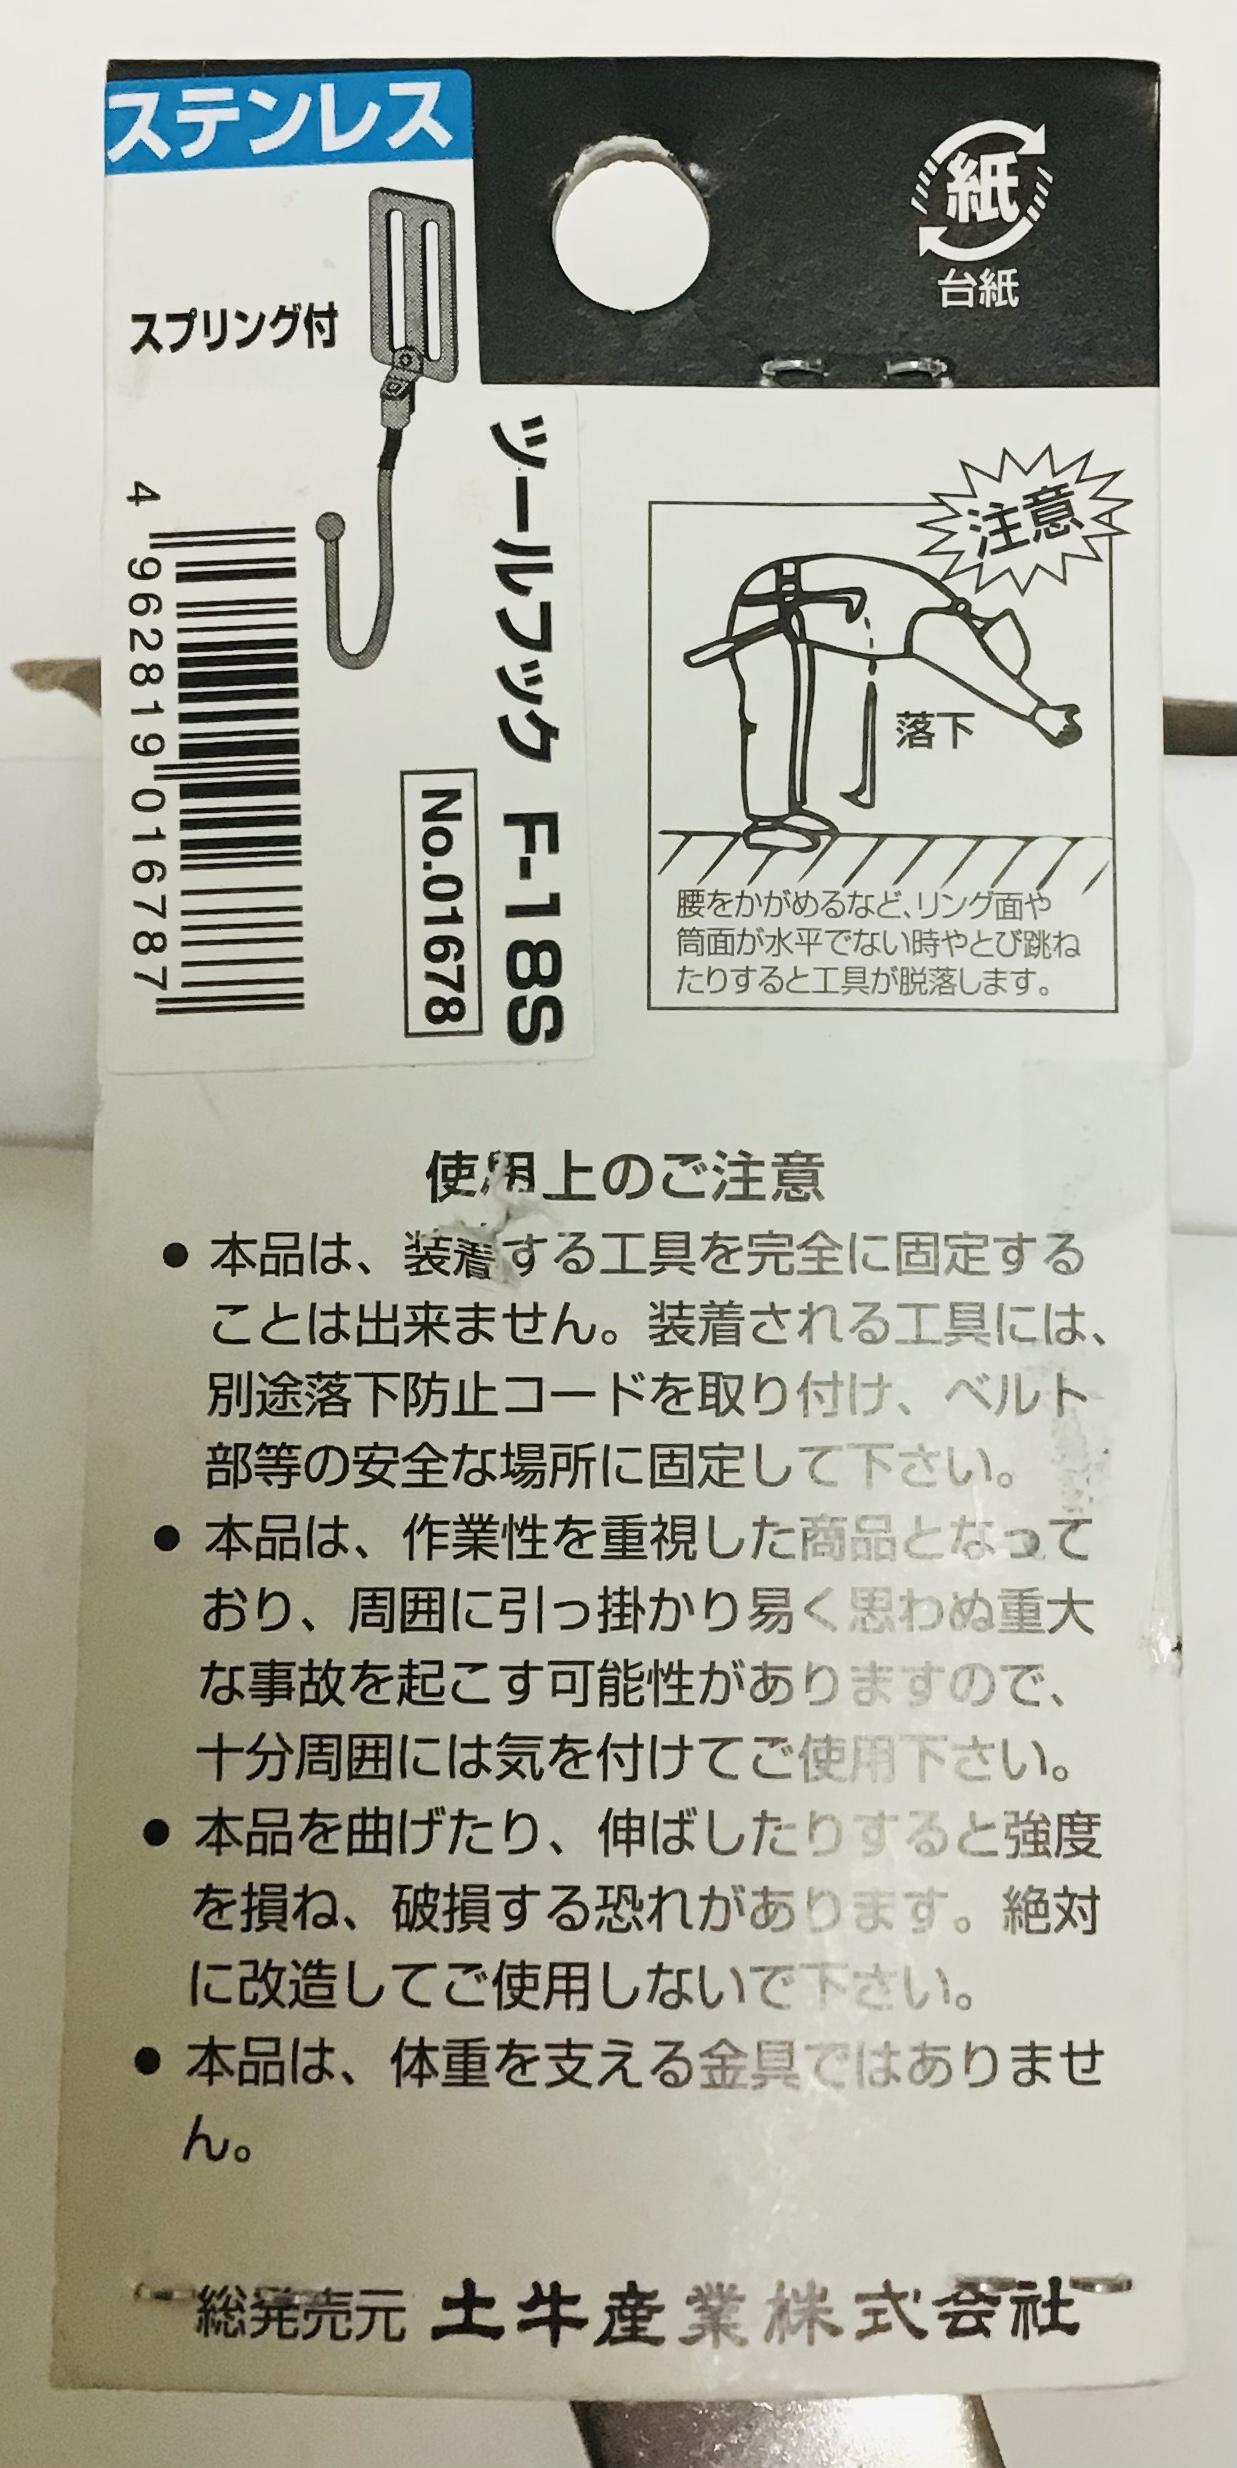 ステンレス
スプリング付
ツールフック F-18S
No.01678
4 962819 016787
紙
台紙
注意
落下
腰をかがめるなど、リング面や
筒面が水平でない時やとび跳ね
たりすると工具が脱落します。
使用上のご注意
● 本品は、装着する工具を完全に固定する
ことは出来ません。装着される工具には、
別途落下防止コードを取り付け、ベルト
部等の安全な場所に固定して下さい。
● 本品は、作業性を重視した商品となって
おり、周囲に引っ掛かり易く思わぬ重大
な事故を起こす可能性がありますので、
十分周囲には気を付けてご使用下さい。
● 本品を曲げたり、伸ばしたりすると強度
を損ね、破損する恐れがあります。絶対
に改造してご使用しないで下さい。
● 本品は、体重を支える金具ではありませ
ん。
総発売元 土牛産業株式会社